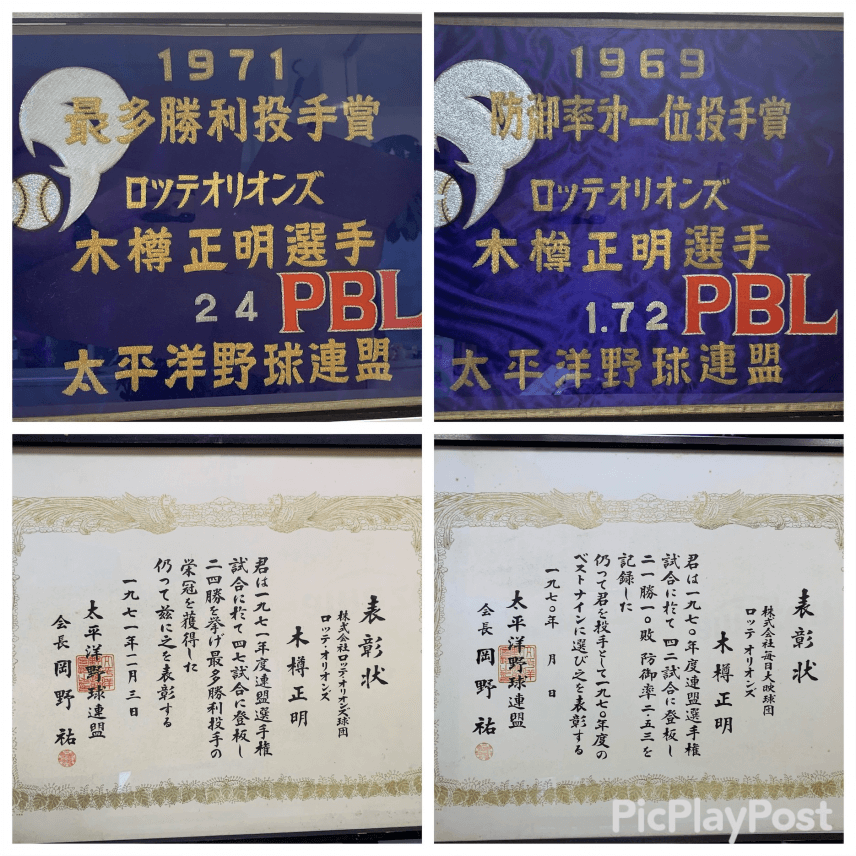 1971
最多勝利投手賞
ロッテオリオンズ
木樽正明選手
24 PBL
太平洋野球連盟
1969
防御率オ一位投手賞
ロッテオリオンズ
木樽正明選手
1.72 PBL
太平洋野球連盟
表彰状
株式会社ロッテオリオンズ球団
ロッテオリオンズ
木樽正明
君は一九七一年度連盟選手権
試合に於て四七試合に登板し
二四勝を挙げ最多勝利投手の
栄冠を獲得した
仍って玆に之を表彰する
一九七一年一一月三日
太平洋野球連盟
会長 岡野祐
表彰状
株式会社毎日大映球団
ロッテオリオンズ
木樽正明
君は一九七〇年度連盟選手権
試合に於て四二試合に登板し
二一勝一〇敗防御率二・五三を
記録した
仍つて君を投手として一九七〇年度の
ベストナインに選び之を表彰する
一九七〇年 月 日
太平洋野球連盟
会長 岡野祐
PicPlayPost